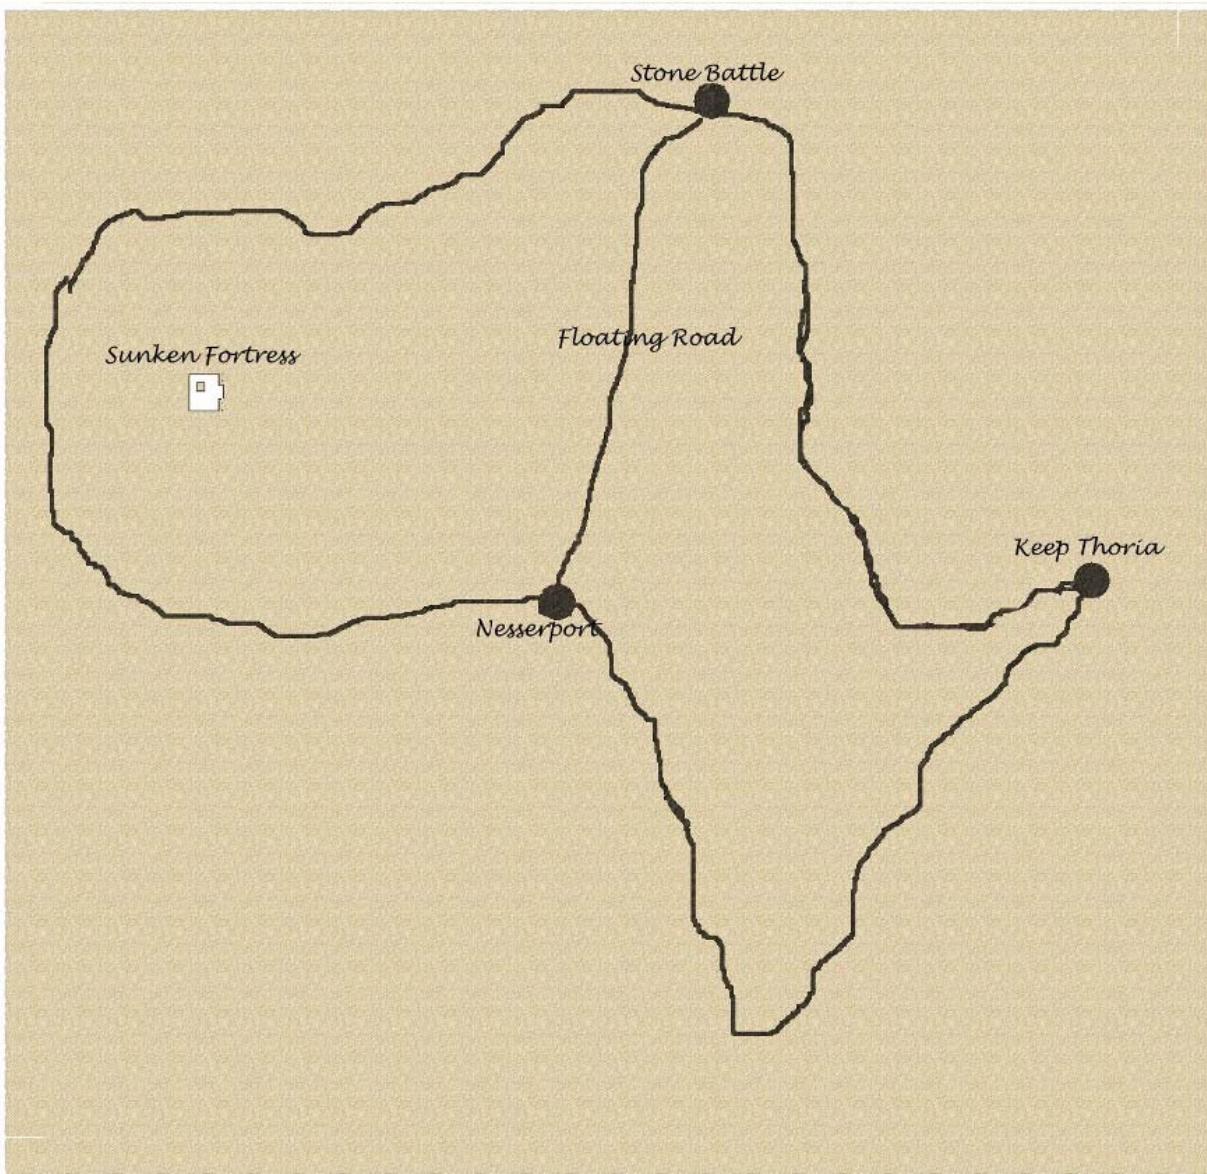 Stone Battle
Floating Road
Sunken Fortress
Keep Thoria
Nesserport